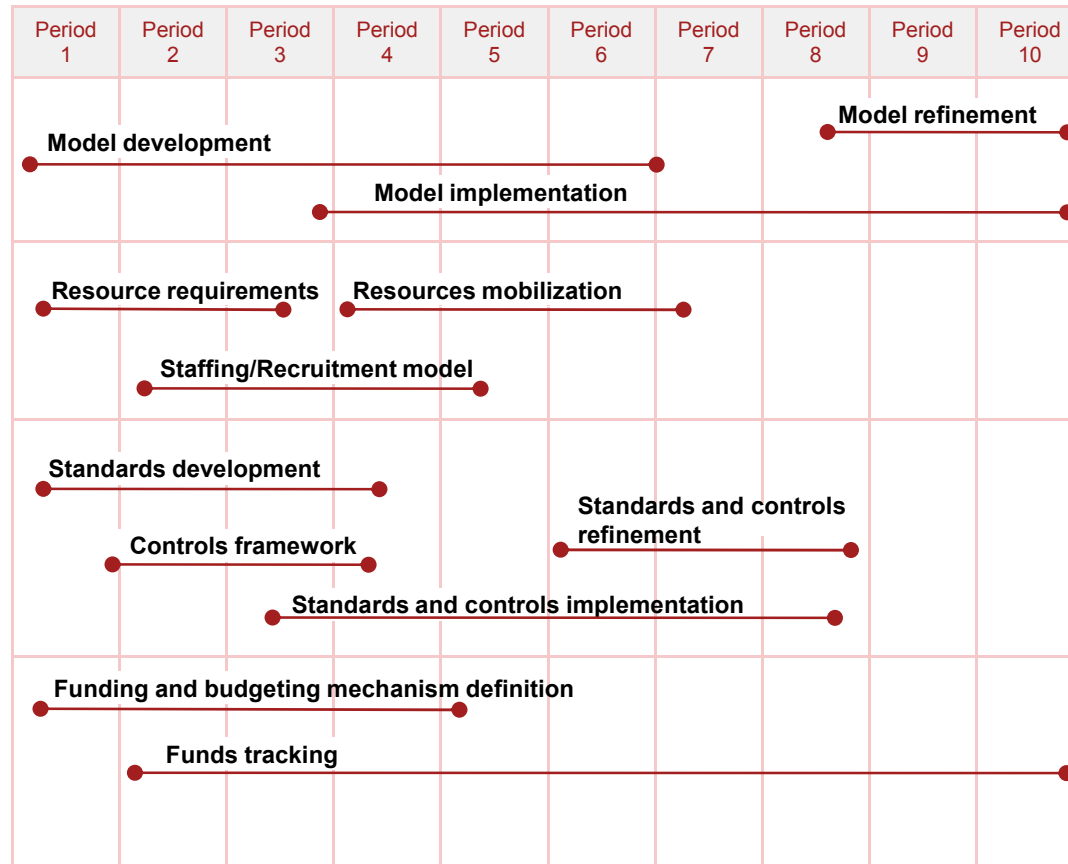 Period
1
Period
2
Period
3
Period
4
Period
5
Period
6
Period
7
Period
8
Period
9
Period
10
Model refinement
Model development
Model implementation
Resource requirements
Resources mobilization
Staffing/Recruitment model
Standards development
Standards and controls
refinement
Controls framework
Standards and controls implementation
Funding and budgeting mechanism definition
Funds tracking